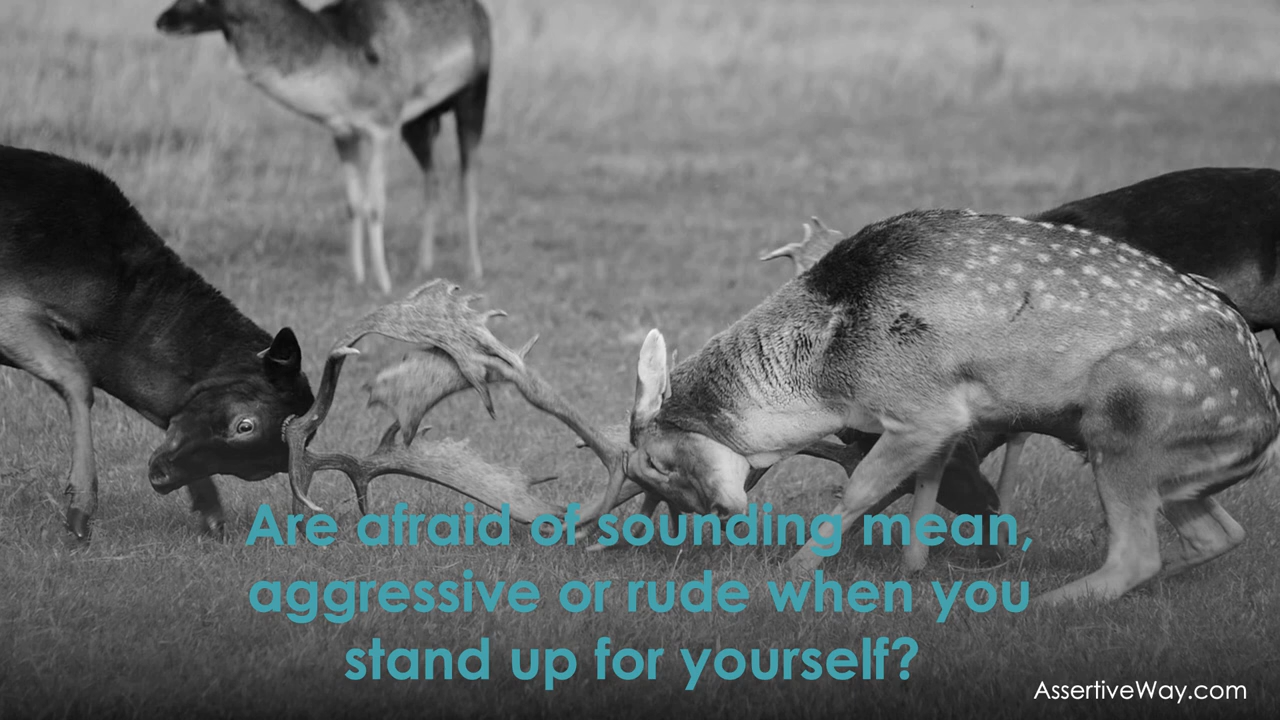 Are afraid of sounding mean,
aggressive or rude when you
stand up for yourself?
AssertiveWay.com